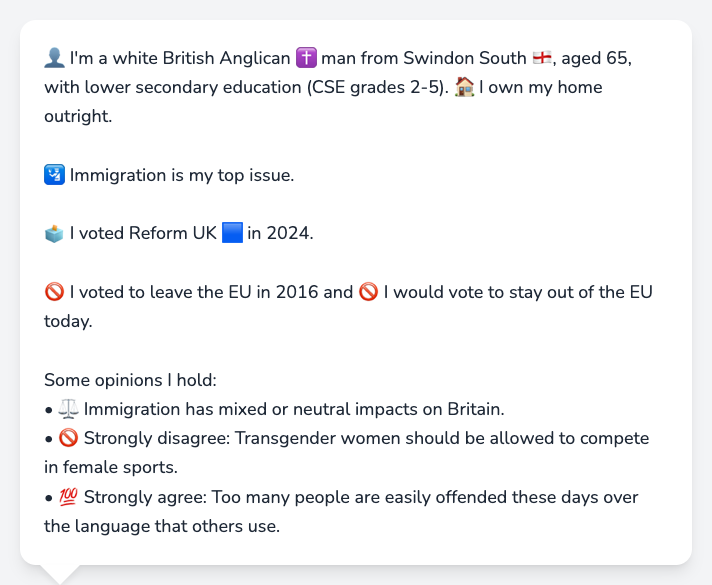 👤 I'm a white British Anglican ✝️ man from Swindon South 🏴󠁧󠁢󠁥󠁮󠁧󠁿, aged 65,
with lower secondary education (CSE grades 2-5). 🏠 I own my home
outright.
🛂 Immigration is my top issue.
🗳️ I voted Reform UK 🟦 in 2024.
🚫 I voted to leave the EU in 2016 and 🚫 I would vote to stay out of the EU
today.
Some opinions I hold:
• ⚖️ Immigration has mixed or neutral impacts on Britain.
• 🚫 Strongly disagree: Transgender women should be allowed to compete
in female sports.
• 💯 Strongly agree: Too many people are easily offended these days over
the language that others use.